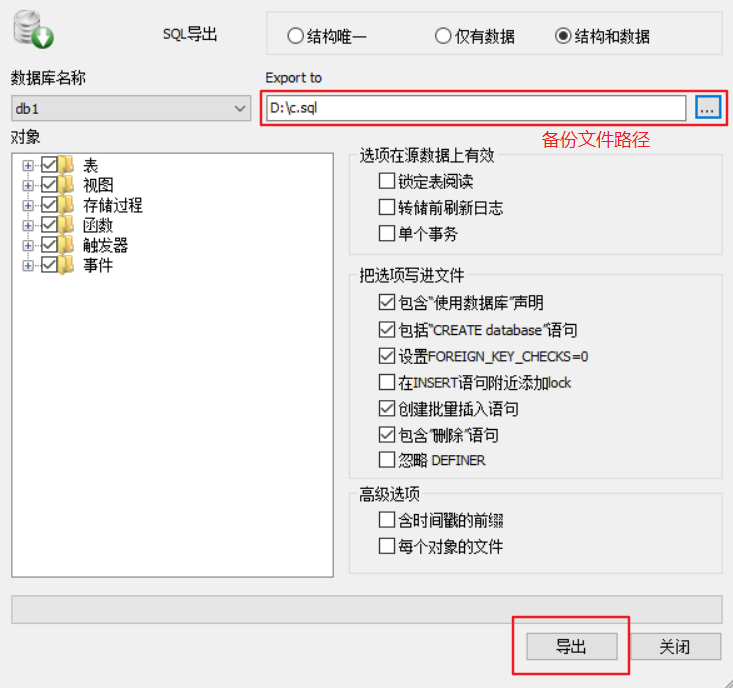 SQL导出
结构唯一
仅有数据
结构和数据
数据库名称
Export to
db1
D:\c.sql
...
备份文件路径
对象
表
视图
存储过程
函数
触发器
事件
选项在源数据上有效
锁定表阅读
转储前刷新日志
单个事务
把选项写进文件
包含“使用数据库”声明
包括“CREATE database”语句
设置FOREIGN_KEY_CHECKS=0
在INSERT语句附近添加lock
创建批量插入语句
包含“删除”语句
忽略 DEFINER
高级选项
含时间戳的前缀
每个对象的文件
导出
关闭